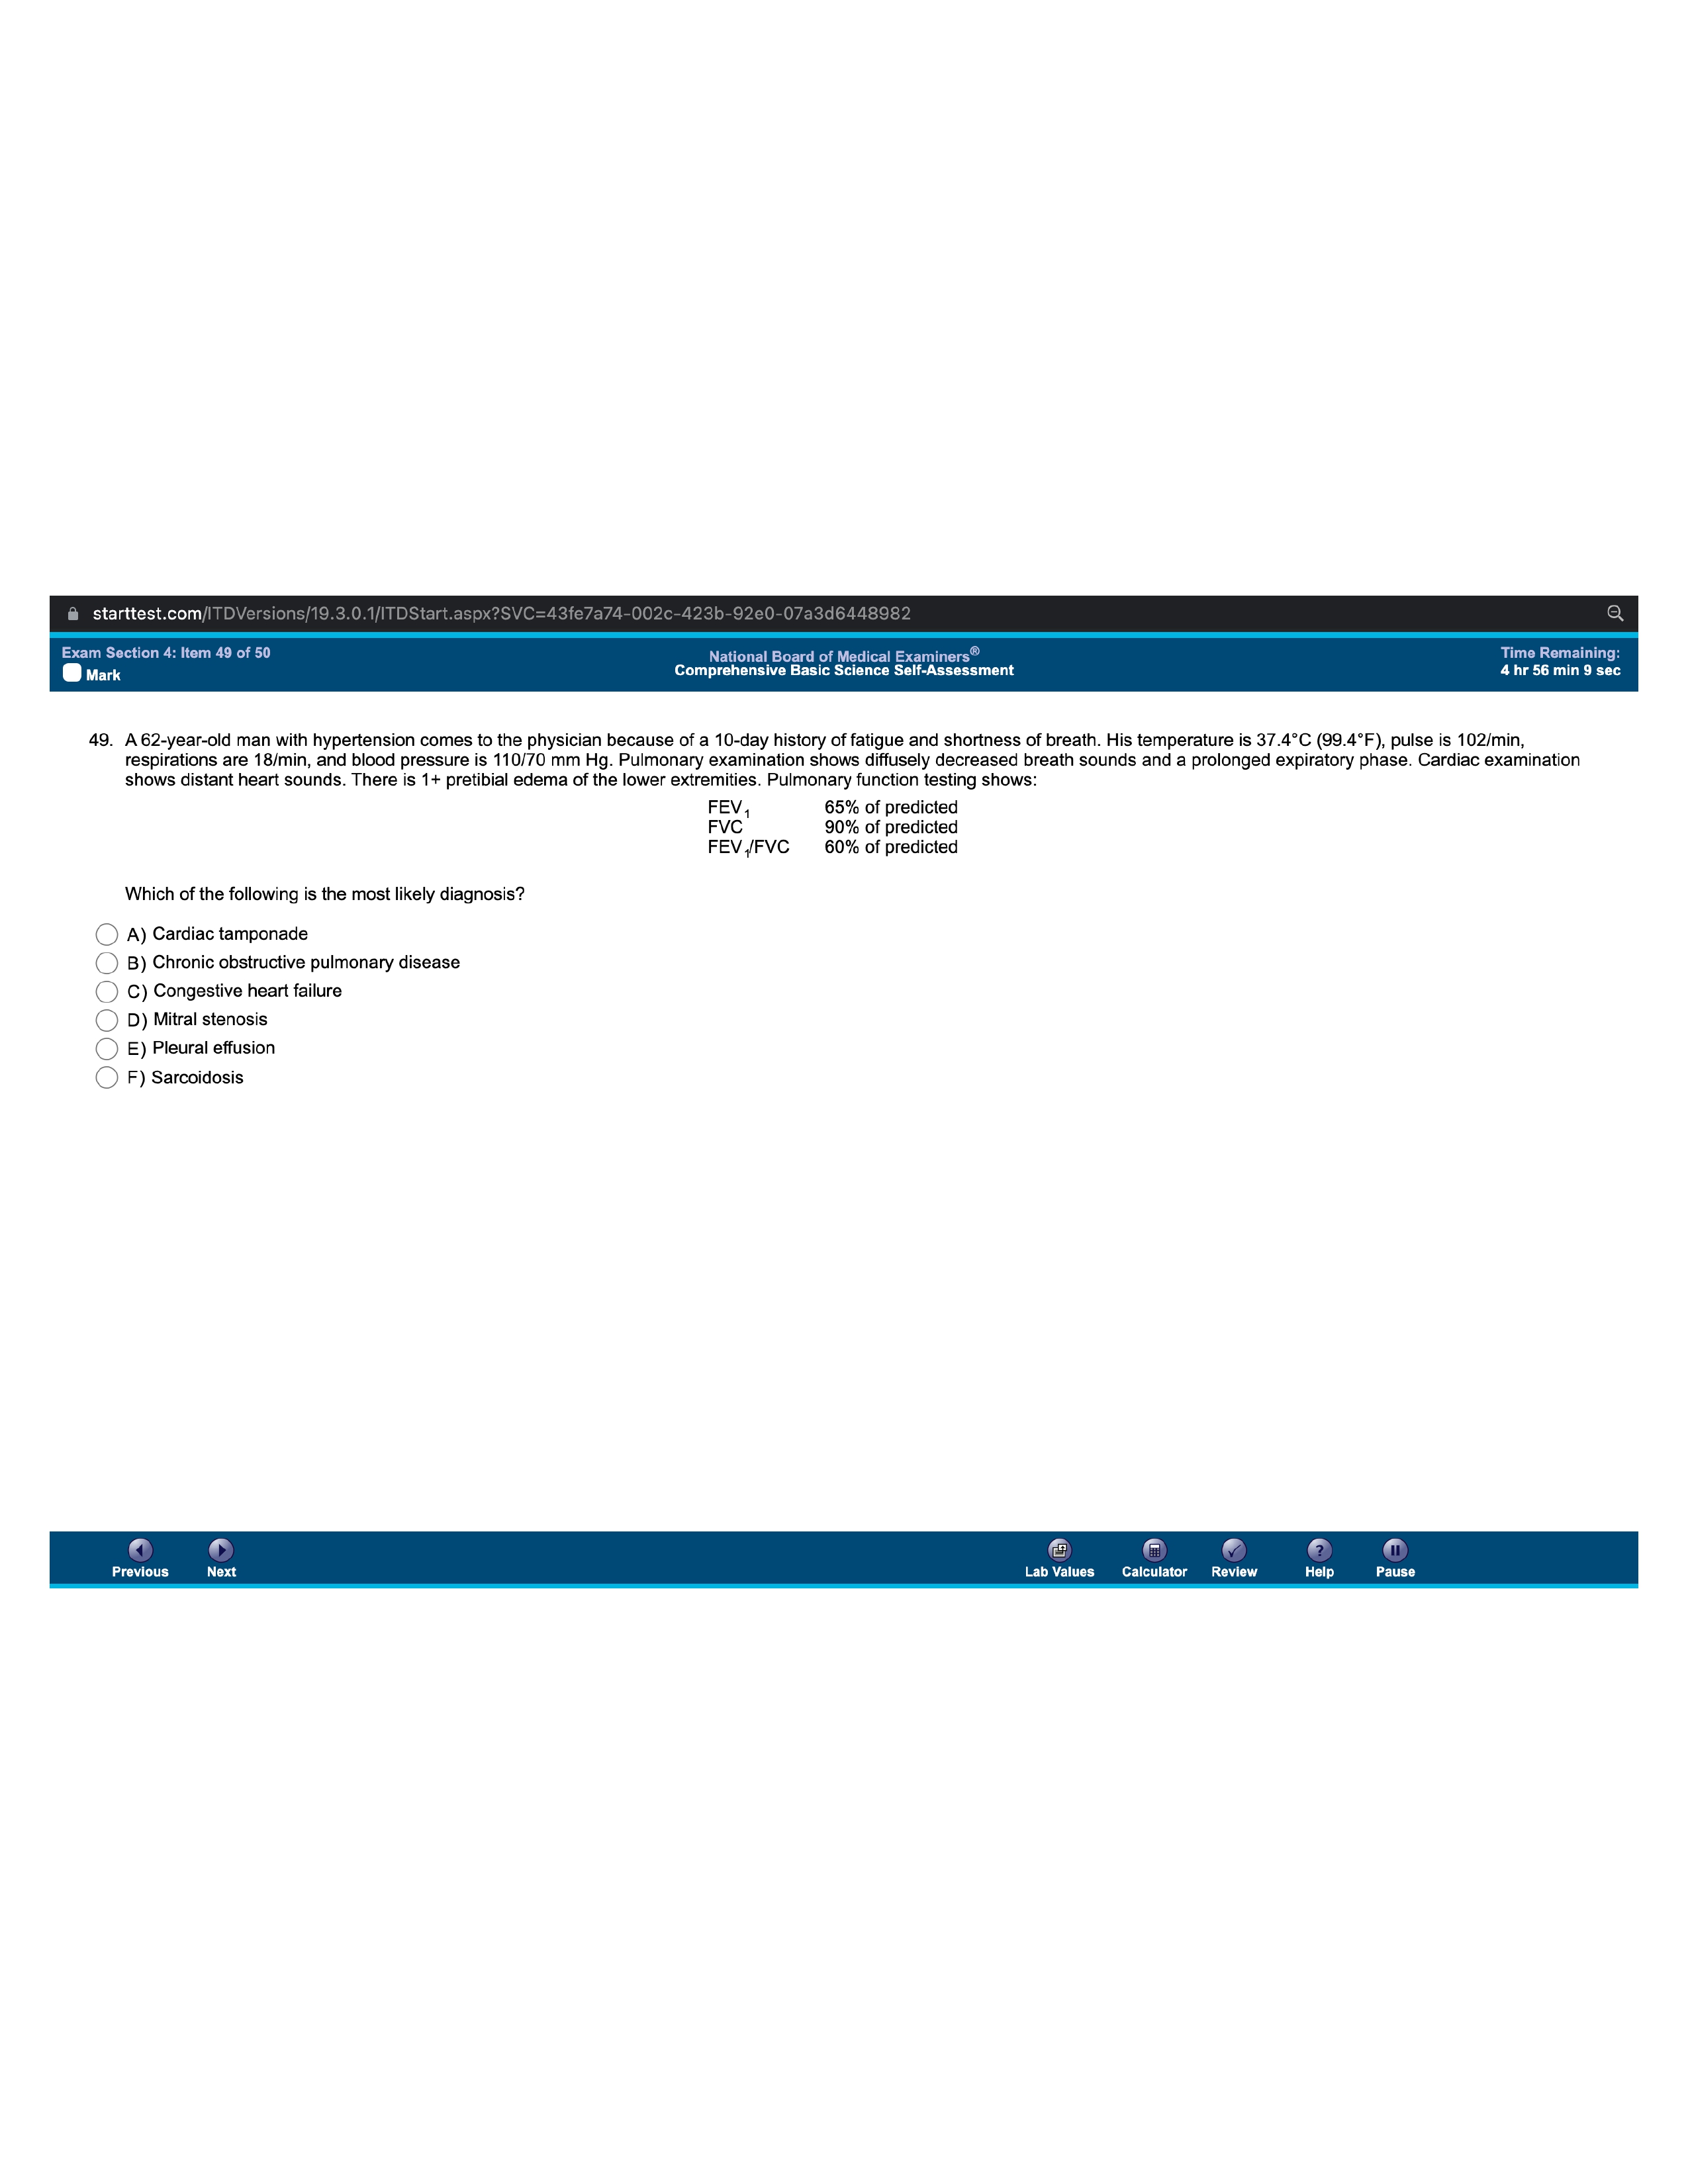 starttest.com/ITDVersions/19.3.0.1/ITDStart.aspx?SVC=43fe7a74-002c-423b-92e0-07a3d6448982
Exam Section 4: Item 49 of 50
Mark
National Board of Medical Examiners®
Comprehensive Basic Science Self-Assessment
Time Remaining:
4 hr 56 min 9 sec
49. A 62-year-old man with hypertension comes to the physician because of a 10-day history of fatigue and shortness of breath. His temperature is 37.4°C (99.4°F), pulse is 102/min,
respirations are 18/min, and blood pressure is 110/70 mm Hg. Pulmonary examination shows diffusely decreased breath sounds and a prolonged expiratory phase. Cardiac examination
shows distant heart sounds. There is 1+ pretibial edema of the lower extremities. Pulmonary function testing shows:
FEV1 65% of predicted
FVC 90% of predicted
FEV1/FVC 60% of predicted
Which of the following is the most likely diagnosis?
A) Cardiac tamponade
B) Chronic obstructive pulmonary disease
C) Congestive heart failure
D) Mitral stenosis
E) Pleural effusion
F) Sarcoidosis
Previous Next Lab Values Calculator Review Help Pause